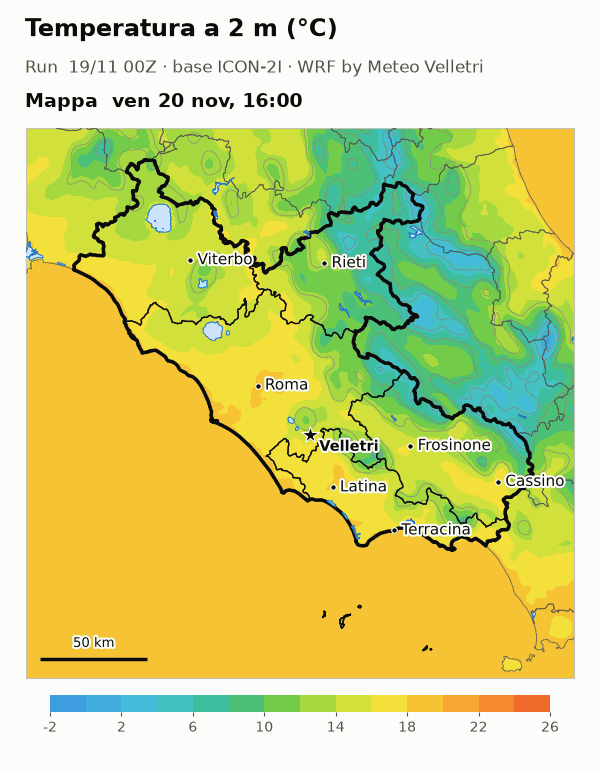 Temperatura a 2 m (°C)
Run  19/11 00Z · base ICON-2I · WRF by Meteo Velletri
Mappa  ven 20 nov, 16:00
Viterbo
Rieti
Roma
Velletri
Frosinone
Cassino
Latina
Terracina
50 km
-2 2 6 10 14 18 22 26